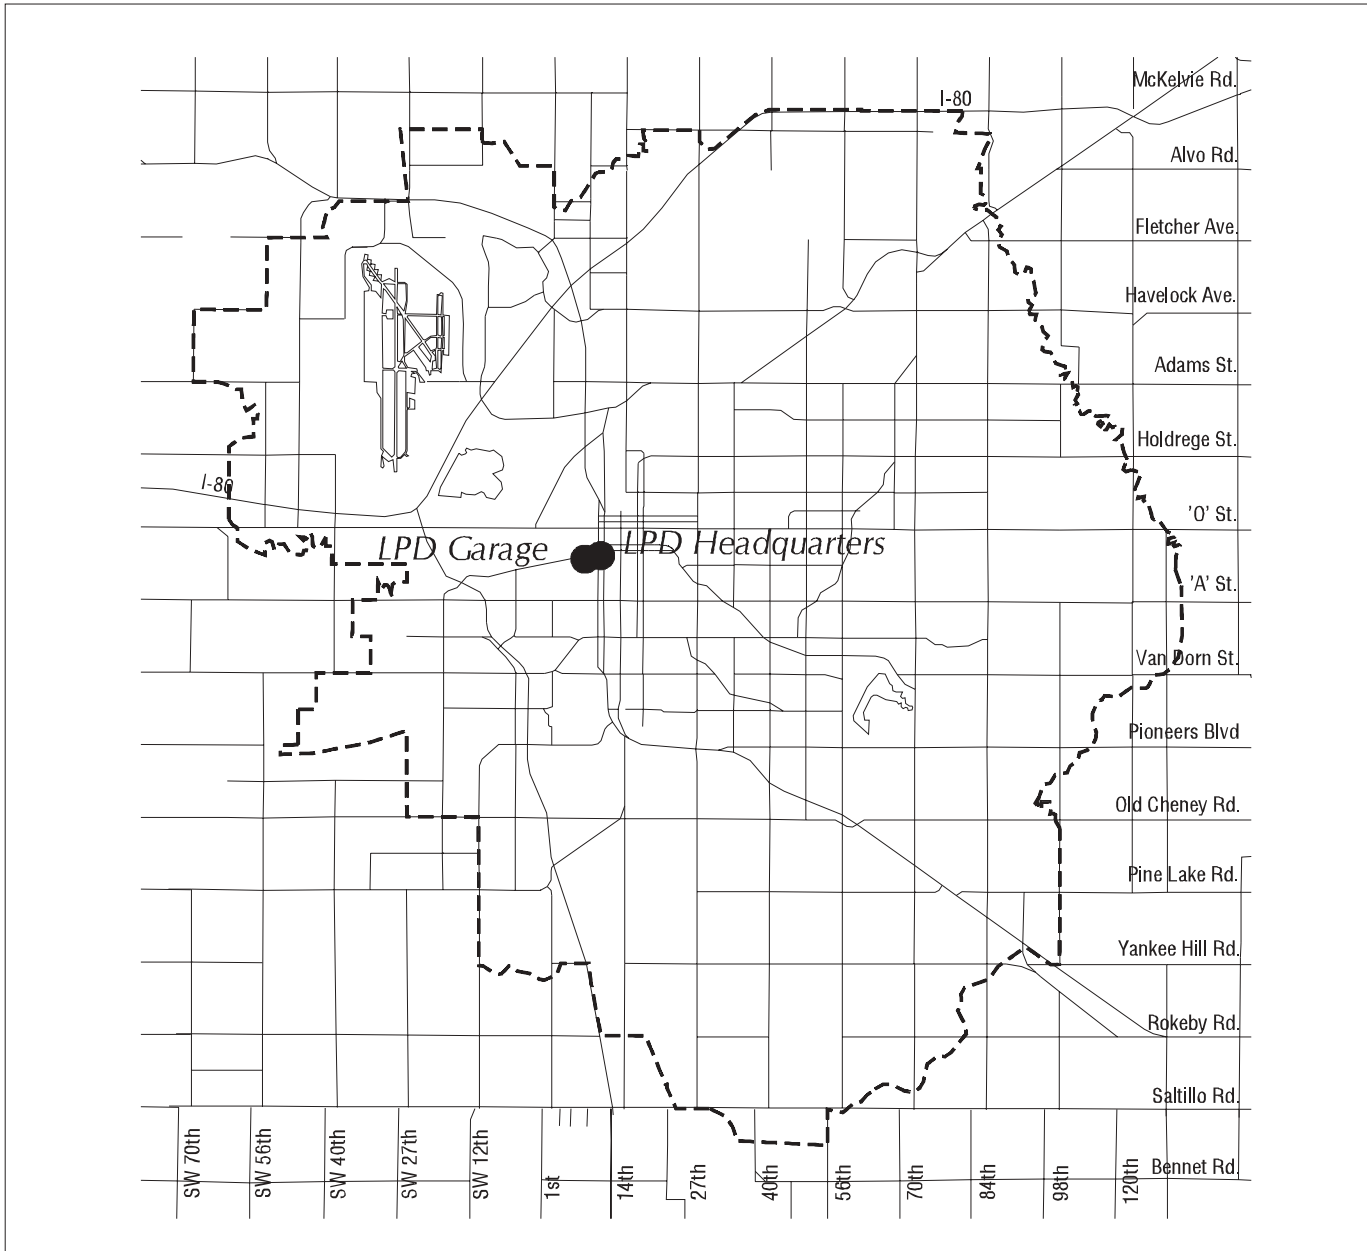 McKelvie Rd.
I-80
Alvo Rd.
Fletcher Ave.
Havelock Ave.
Adams St.
Holdrege St.
I-80
'O' St.
LPD Garage
LPD Headquarters
'A' St.
Van Dorn St.
Pioneers Blvd
Old Cheney Rd.
Pine Lake Rd.
Yankee Hill Rd.
Rokeby Rd.
Saltillo Rd.
Bennet Rd.
SW 70th
SW 56th
SW 40th
SW 27th
SW 12th
1st
14th
27th
40th
56th
70th
84th
98th
120th